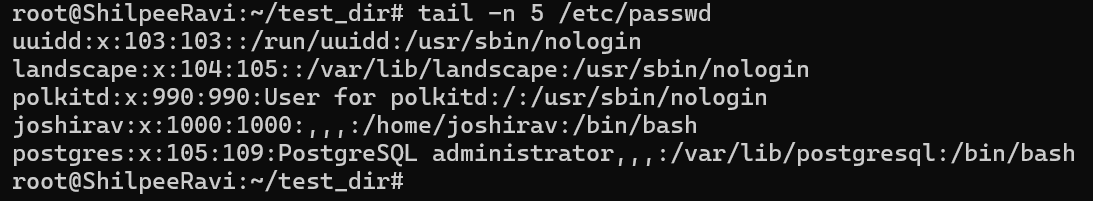 root@ShilpeeRavi:~/test_dir# tail -n 5 /etc/passwd
uuidd:x:103:103::/run/uuidd:/usr/sbin/nologin
landscape:x:104:105::/var/lib/landscape:/usr/sbin/nologin
polkitd:x:990:990:User for polkitd:/:/usr/sbin/nologin
joshirav:x:1000:1000:,,,:/home/joshirav:/bin/bash
postgres:x:105:109:PostgreSQL administrator,,,:/var/lib/postgresql:/bin/bash
root@ShilpeeRavi:~/test_dir#